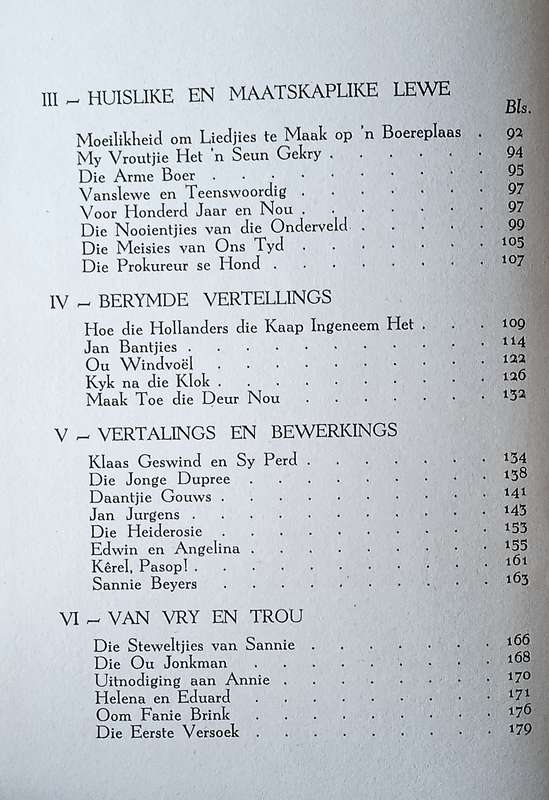 III – HUISLIKE EN MAATSKAPLIKE LEWE
Bls.
Moeilikheid om Liedjies te Maak op 'n Boereplaas . 92
My Vroutjie Het 'n Seun Gekry . . . . . . 94
Die Arme Boer . . . . . . . . . 95
Vanslewe en Teenswoordig . . . . . . . 97
Voor Honderd Jaar en Nou . . . . . . . 97
Die Nooientjies van die Onderveld . . . . . 99
Die Meisies van Ons Tyd . . . . . . . 105
Die Prokureur se Hond . . . . . . . . 107
IV – BERYMDE VERTELLINGS
Hoe die Hollanders die Kaap Ingeneem Het . . . 109
Jan Bantjies . . . . . . . . . . 114
Ou Windvoël . . . . . . . . . 122
Kyk na die Klok . . . . . . . . . 126
Maak Toe die Deur Nou . . . . . . . 132
V – VERTALINGS EN BEWERKINGS
Klaas Geswind en Sy Perd . . . . . . . 134
Die Jonge Dupree . . . . . . . . . 138
Daantjie Gouws . . . . . . . . . 141
Jan Jurgens . . . . . . . . . . 143
Die Heiderosie . . . . . . . . . 153
Edwin en Angelina . . . . . . . . . 155
Kêrel, Pasop! . . . . . . . . . . 161
Sannie Beyers . . . . . . . . . 163
VI – VAN VRY EN TROU
Die Steweltjies van Sannie . . . . . . . 166
Die Ou Jonkman . . . . . . . . . 168
Uitnodiging aan Annie . . . . . . . . 170
Helena en Eduard . . . . . . . . . 171
Oom Fanie Brink . . . . . . . . . 176
Die Eerste Versoek . . . . . . . . . 179